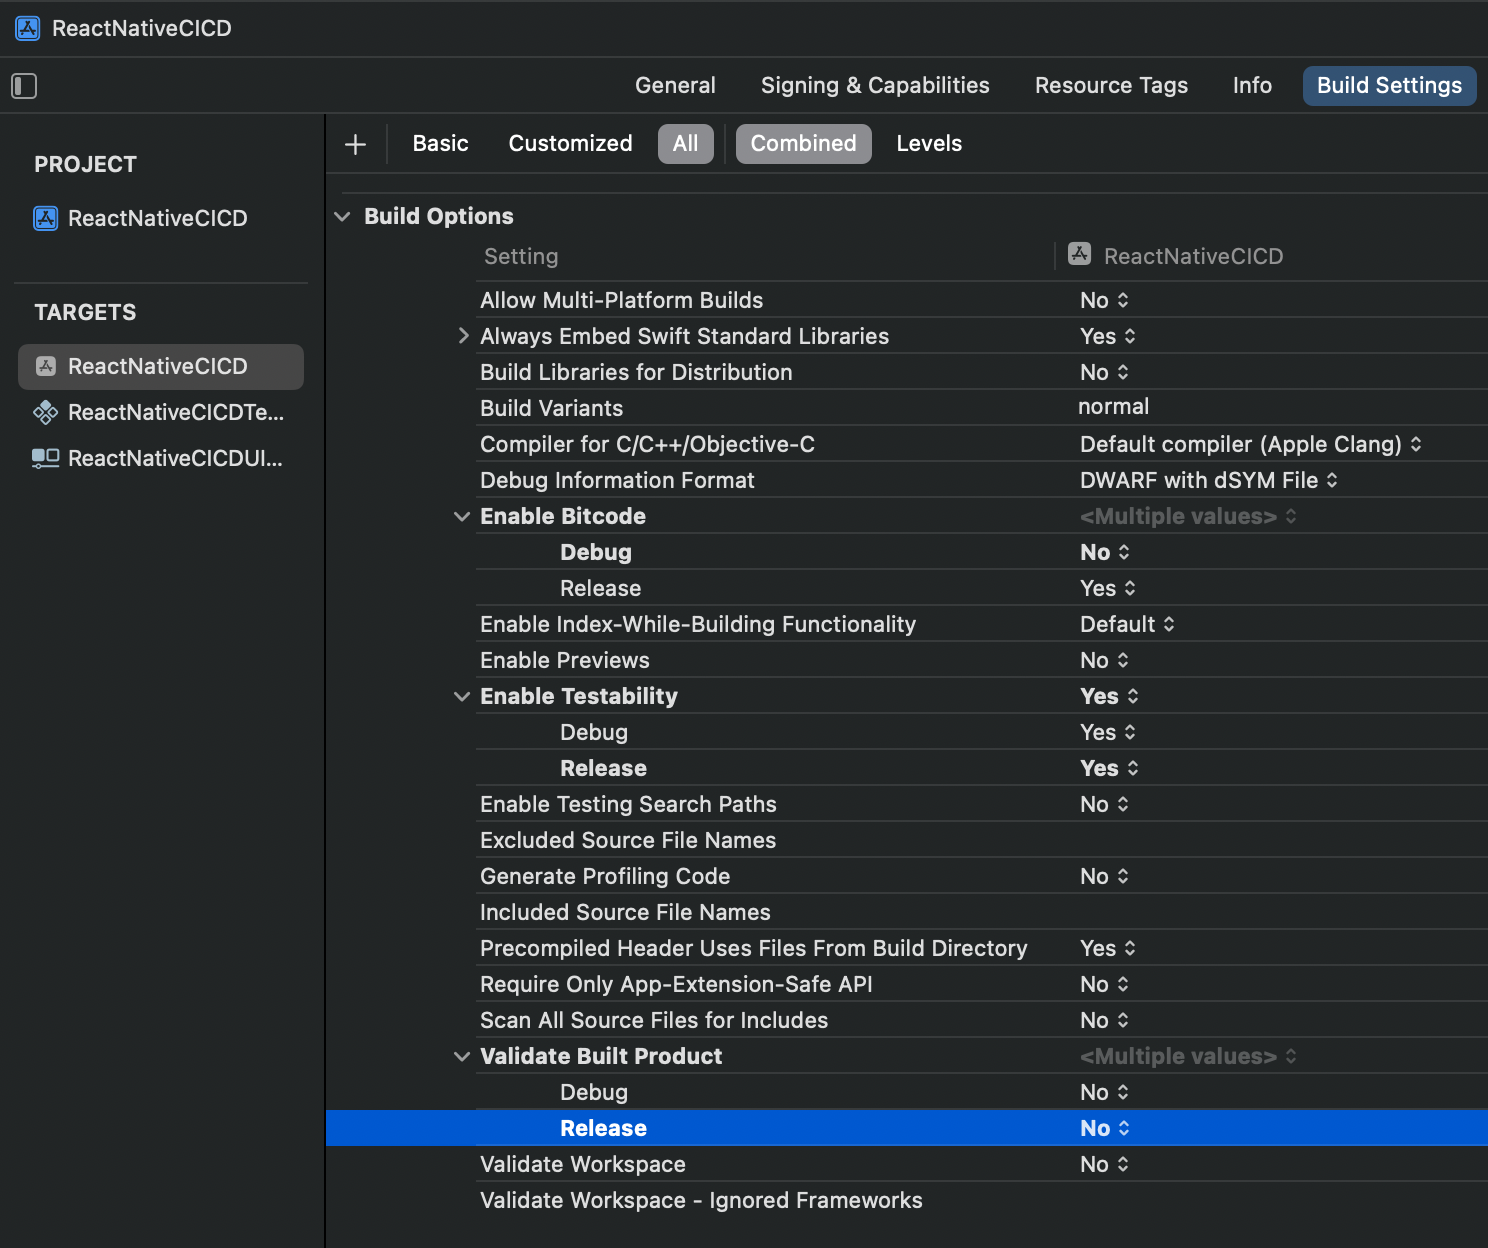 ReactNativeCICD
General Signing & Capabilities Resource Tags Info Build Settings
PROJECT
ReactNativeCICD
TARGETS
ReactNativeCICD
ReactNativeCICDTe...
ReactNativeCICDUI...
Basic Customized All Combined Levels
Build Options
Setting ReactNativeCICD
Allow Multi-Platform Builds No
Always Embed Swift Standard Libraries Yes
Build Libraries for Distribution No
Build Variants normal
Compiler for C/C++/Objective-C Default compiler (Apple Clang)
Debug Information Format DWARF with dSYM File
Enable Bitcode <Multiple values>
Debug No
Release Yes
Enable Index-While-Building Functionality Default
Enable Previews No
Enable Testability Yes
Debug Yes
Release Yes
Enable Testing Search Paths No
Excluded Source File Names
Generate Profiling Code No
Included Source File Names
Precompiled Header Uses Files From Build Directory Yes
Require Only App-Extension-Safe API No
Scan All Source Files for Includes No
Validate Built Product <Multiple values>
Debug No
Release No
Validate Workspace No
Validate Workspace - Ignored Frameworks